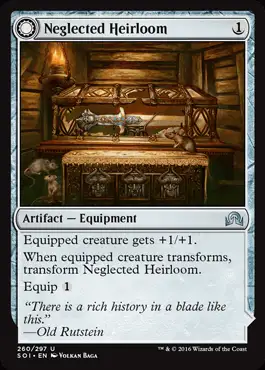 Neglected Heirloom 1
Artifact — Equipment
Equipped creature gets +1/+1.
When equipped creature transforms,
transform Neglected Heirloom.
Equip 1
"There is a rich history in a blade like
this."
—Old Rutstein
260/297 U
SOI • EN VOLKAN BAĞA
™ & © 2016 Wizards of the Coast